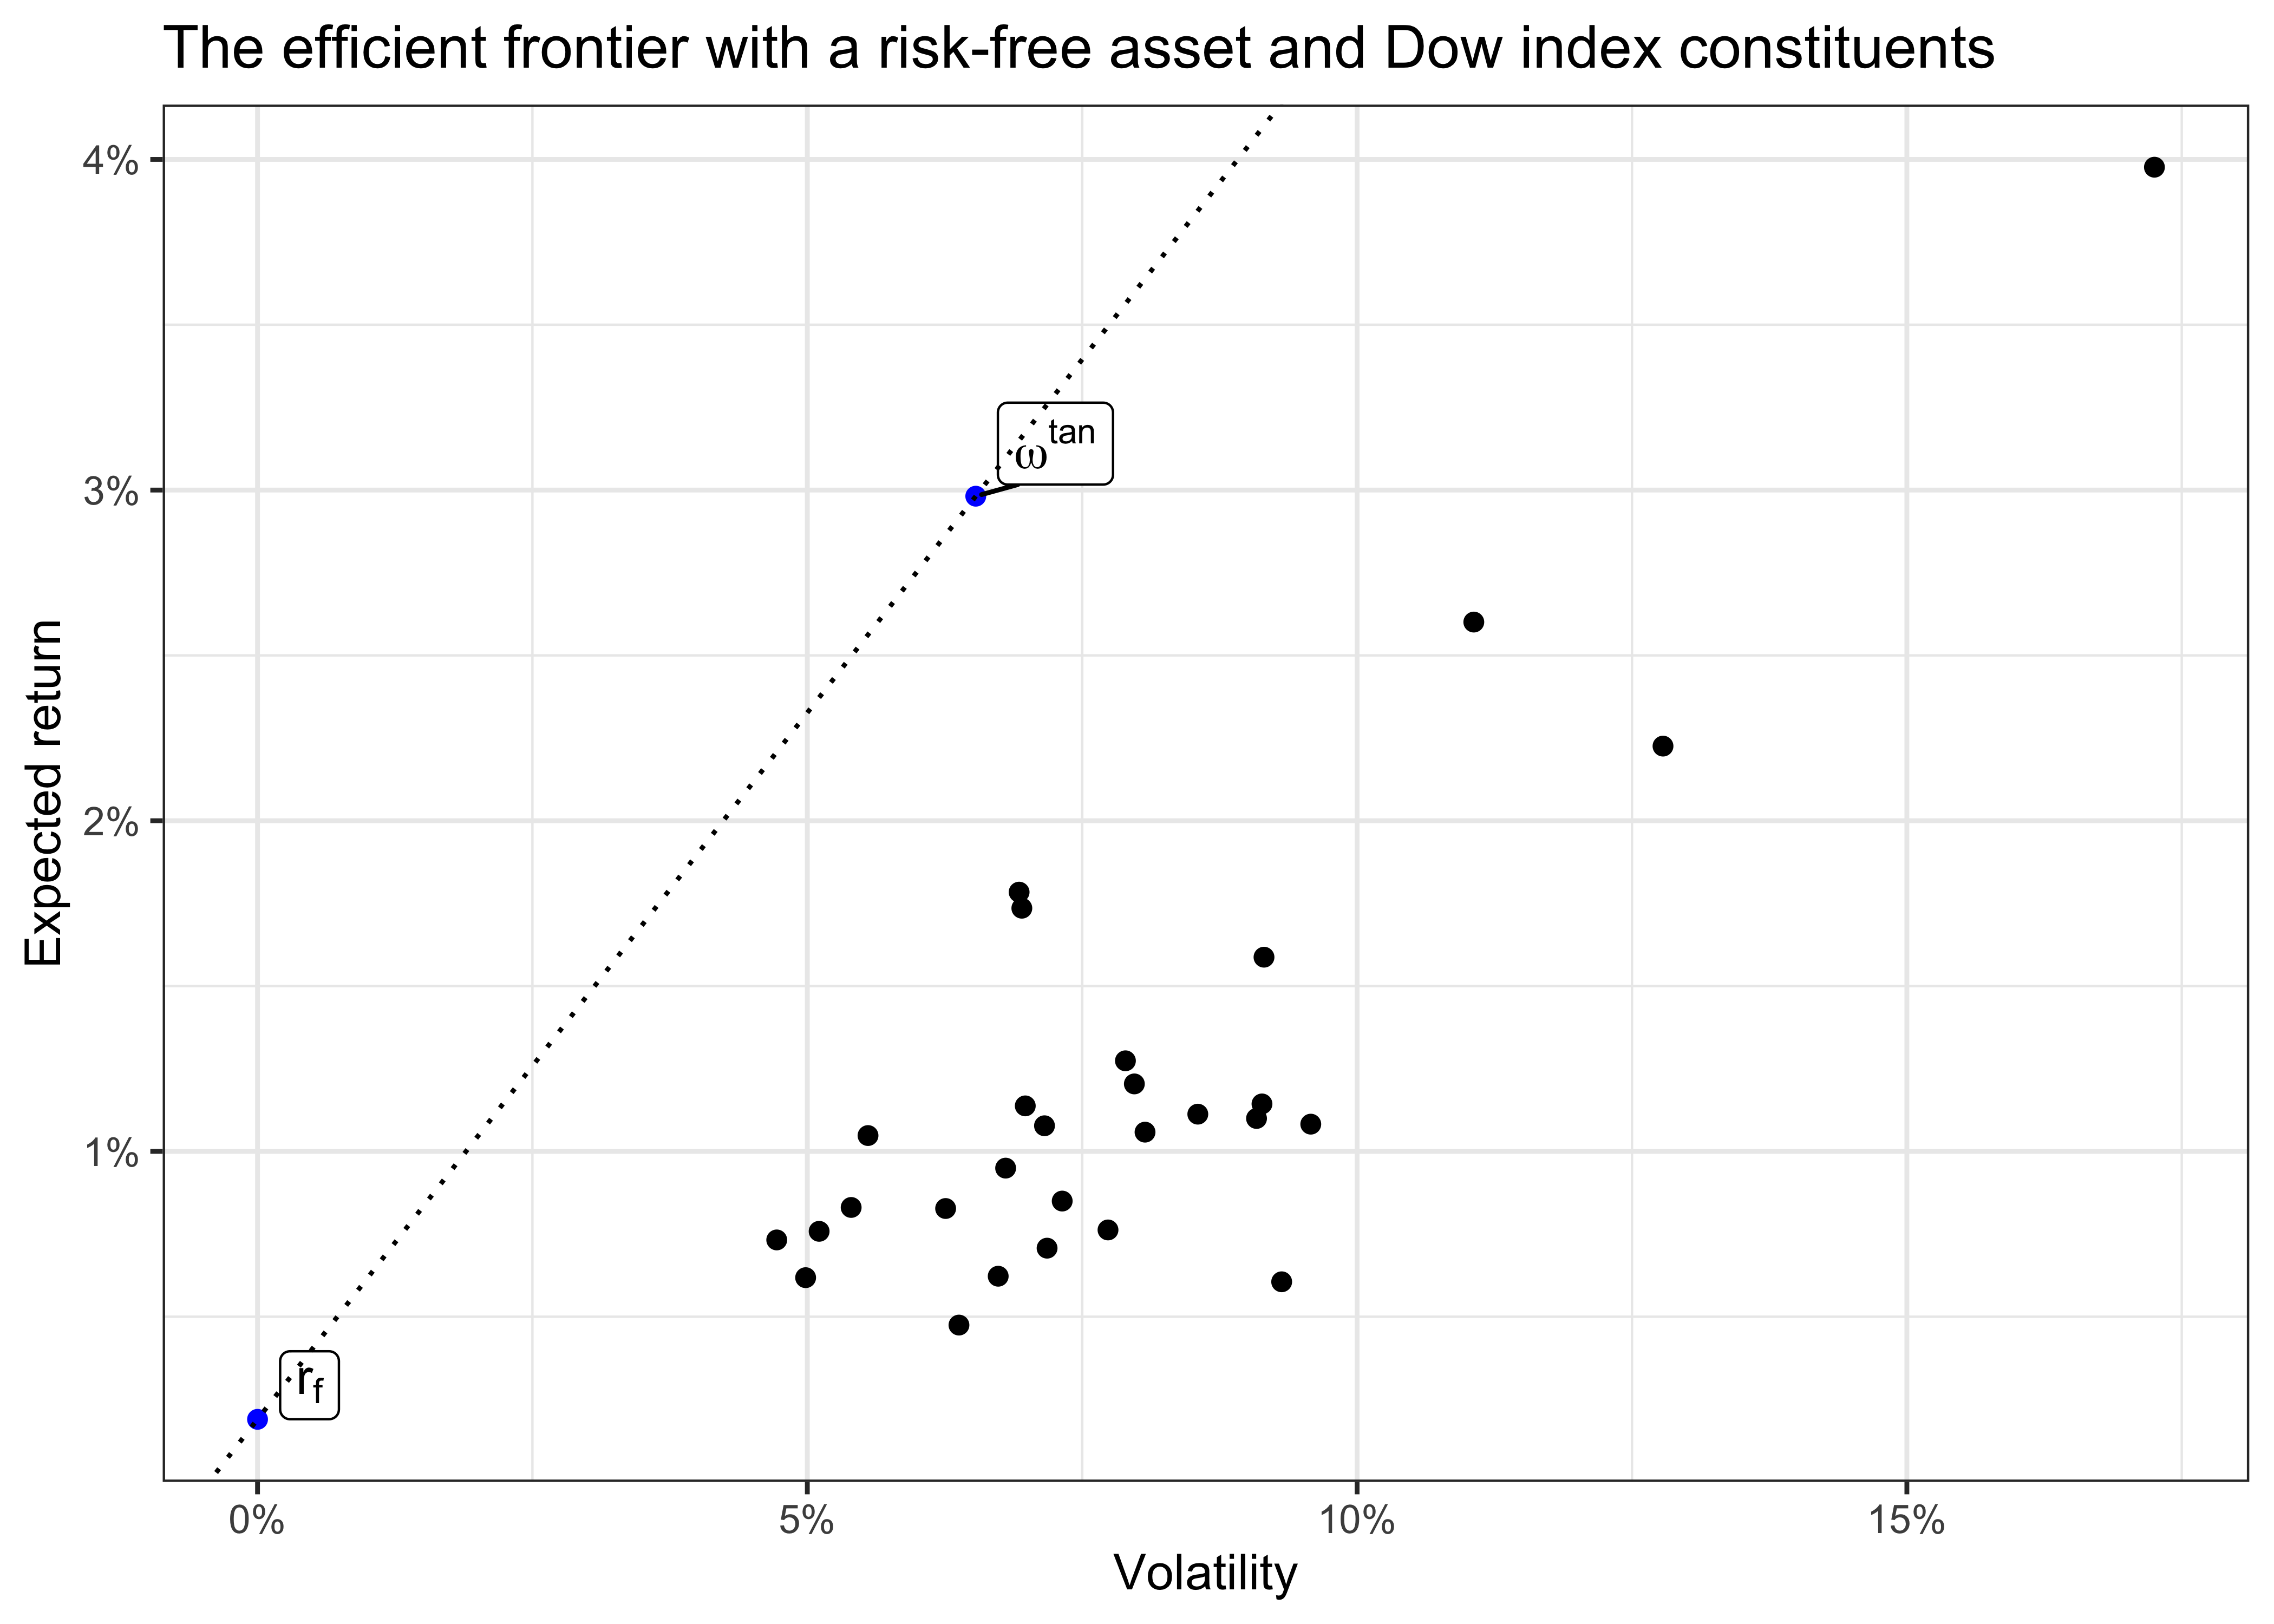 The efficient frontier with a risk-free asset and Dow index constituents
4%
3%
2%
1%
ω^tan
r_f
Expected return
0% 5% 10% 15%
Volatility